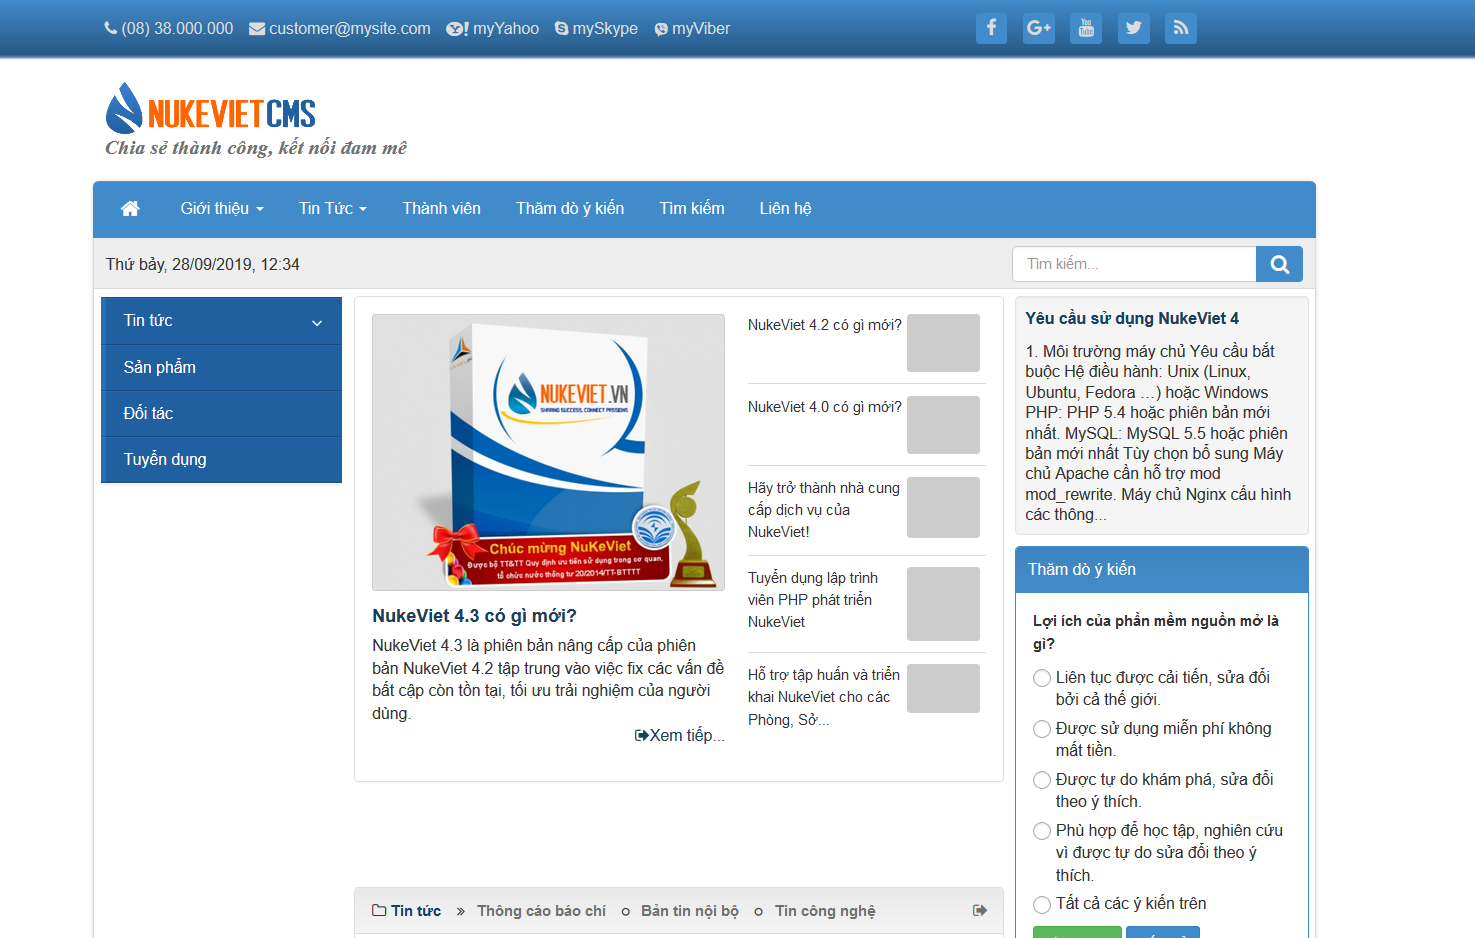 (08) 38.000.000 customer@mysite.com myYahoo mySkype myViber
NUKEVIETCMS
Chia sẻ thành công, kết nối đam mê
Giới thiệu Tin Tức Thành viên Thăm dò ý kiến Tìm kiếm Liên hệ
Thứ bảy, 28/09/2019, 12:34
Tìm kiếm...
Tin tức
Sản phẩm
Đối tác
Tuyển dụng
NUKEVIET.VN
SHARING SUCCESS, CONNECT PASSIONS
Chúc mừng NuKeViet
Được bộ TT&TT Quy định ưu tiên sử dụng trong cơ quan,
tổ chức nước thông tư 20/2014/TT-BTTTT
NukeViet 4.3 có gì mới?
NukeViet 4.3 là phiên bản nâng cấp của phiên
bản NukeViet 4.2 tập trung vào việc fix các vấn đề
bất cập còn tồn tại, tối ưu trải nghiệm của người
dùng.
Xem tiếp...
NukeViet 4.2 có gì mới?
NukeViet 4.0 có gì mới?
Hãy trở thành nhà cung
cấp dịch vụ của
NukeViet!
Tuyển dụng lập trình
viên PHP phát triển
NukeViet
Hỗ trợ tập huấn và triển
khai NukeViet cho các
Phòng, Sở...
Yêu cầu sử dụng NukeViet 4
1. Môi trường máy chủ Yêu cầu bắt
buộc Hệ điều hành: Unix (Linux,
Ubuntu, Fedora …) hoặc Windows
PHP: PHP 5.4 hoặc phiên bản mới
nhất. MySQL: MySQL 5.5 hoặc phiên
bản mới nhất Tùy chọn bổ sung Máy
chủ Apache cần hỗ trợ mod
mod_rewrite. Máy chủ Nginx cấu hình
các thông...
Thăm dò ý kiến
Lợi ích của phần mềm nguồn mở là
gì?
Liên tục được cải tiến, sửa đổi
bởi cả thế giới.
Được sử dụng miễn phí không
mất tiền.
Được tự do khám phá, sửa đổi
theo ý thích.
Phù hợp để học tập, nghiên cứu
vì được tự do sửa đổi theo ý
thích.
Tất cả các ý kiến trên
Tin tức » Thông cáo báo chí Bản tin nội bộ Tin công nghệ